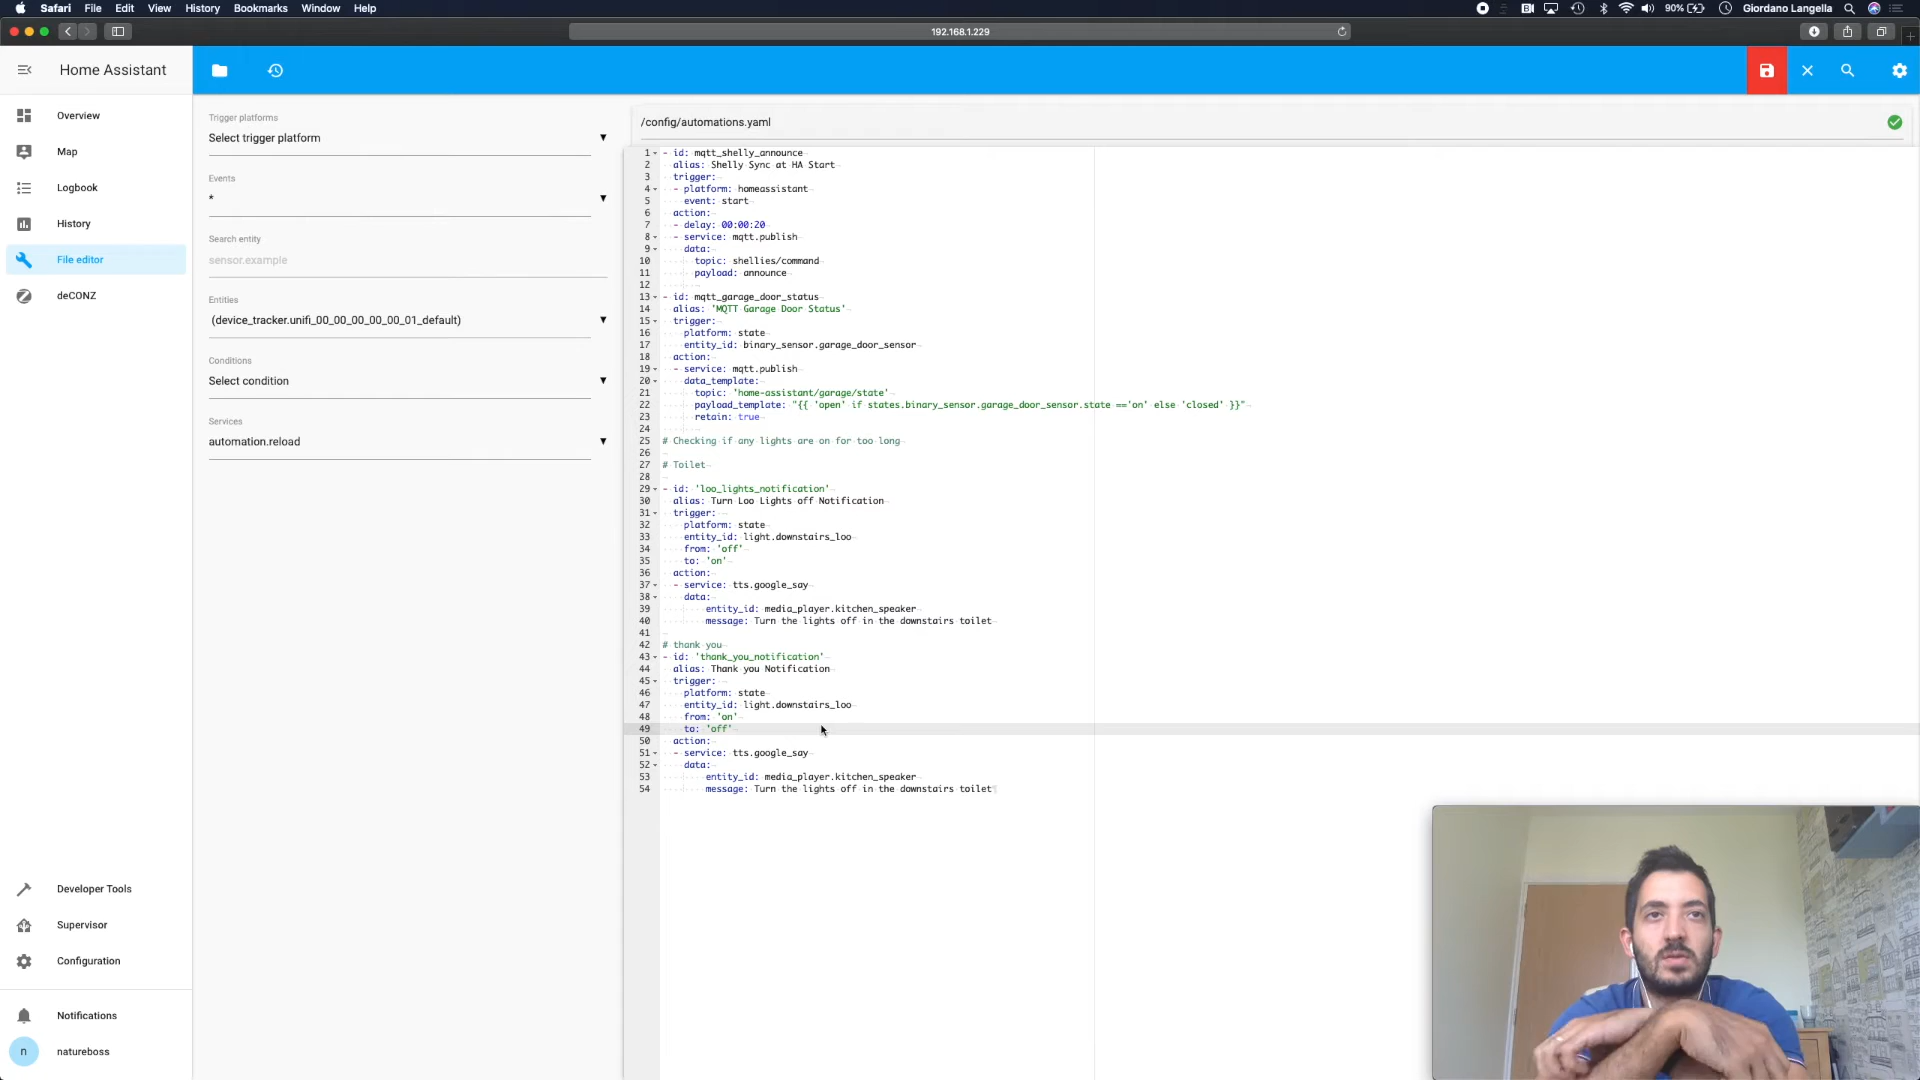 Safari File Edit View History Bookmarks Window Help
90%
Giordano Langella
192.168.1.229
Home Assistant
Overview
Map
Logbook
History
File editor
deCONZ
Developer Tools
Supervisor
Configuration
Notifications
n natureboss
Trigger platforms
Select trigger platform
Events
*
Search entity
sensor.example
Entities
(device_tracker.unifi_00_00_00_00_00_01_default)
Conditions
Select condition
Services
automation.reload
/config/automations.yaml
1 - id: mqtt_shelly_announce
2 alias: Shelly Sync at HA Start
3 trigger:
4 - platform: homeassistant
5 event: start
6 action:
7 - delay: 00:00:20
8 - service: mqtt.publish
9 data:
10 topic: shellies/command
11 payload: announce
12
13 - id: mqtt_garage_door_status
14 alias: 'MQTT Garage Door Status'
15 trigger:
16 platform: state
17 entity_id: binary_sensor.garage_door_sensor
18 action:
19 - service: mqtt.publish
20 data_template:
21 topic: 'home-assistant/garage/state'
22 payload_template: "{{ 'open' if states.binary_sensor.garage_door_sensor.state =='on' else 'closed' }}"
23 retain: true
24
25 # Checking if any lights are on for too long
26
27 # Toilet
28
29 - id: 'loo_lights_notification'
30 alias: Turn Loo Lights off Notification
31 trigger:
32 platform: state
33 entity_id: light.downstairs_loo
34 from: 'off'
35 to: 'on'
36 action:
37 - service: tts.google_say
38 data:
39 entity_id: media_player.kitchen_speaker
40 message: Turn the lights off in the downstairs toilet
41
42 # thank you
43 - id: 'thank_you_notification'
44 alias: Thank you Notification
45 trigger:
46 platform: state
47 entity_id: light.downstairs_loo
48 from: 'on'
49 to: 'off'
50 action:
51 - service: tts.google_say
52 data:
53 entity_id: media_player.kitchen_speaker
54 message: Turn the lights off in the downstairs toilet